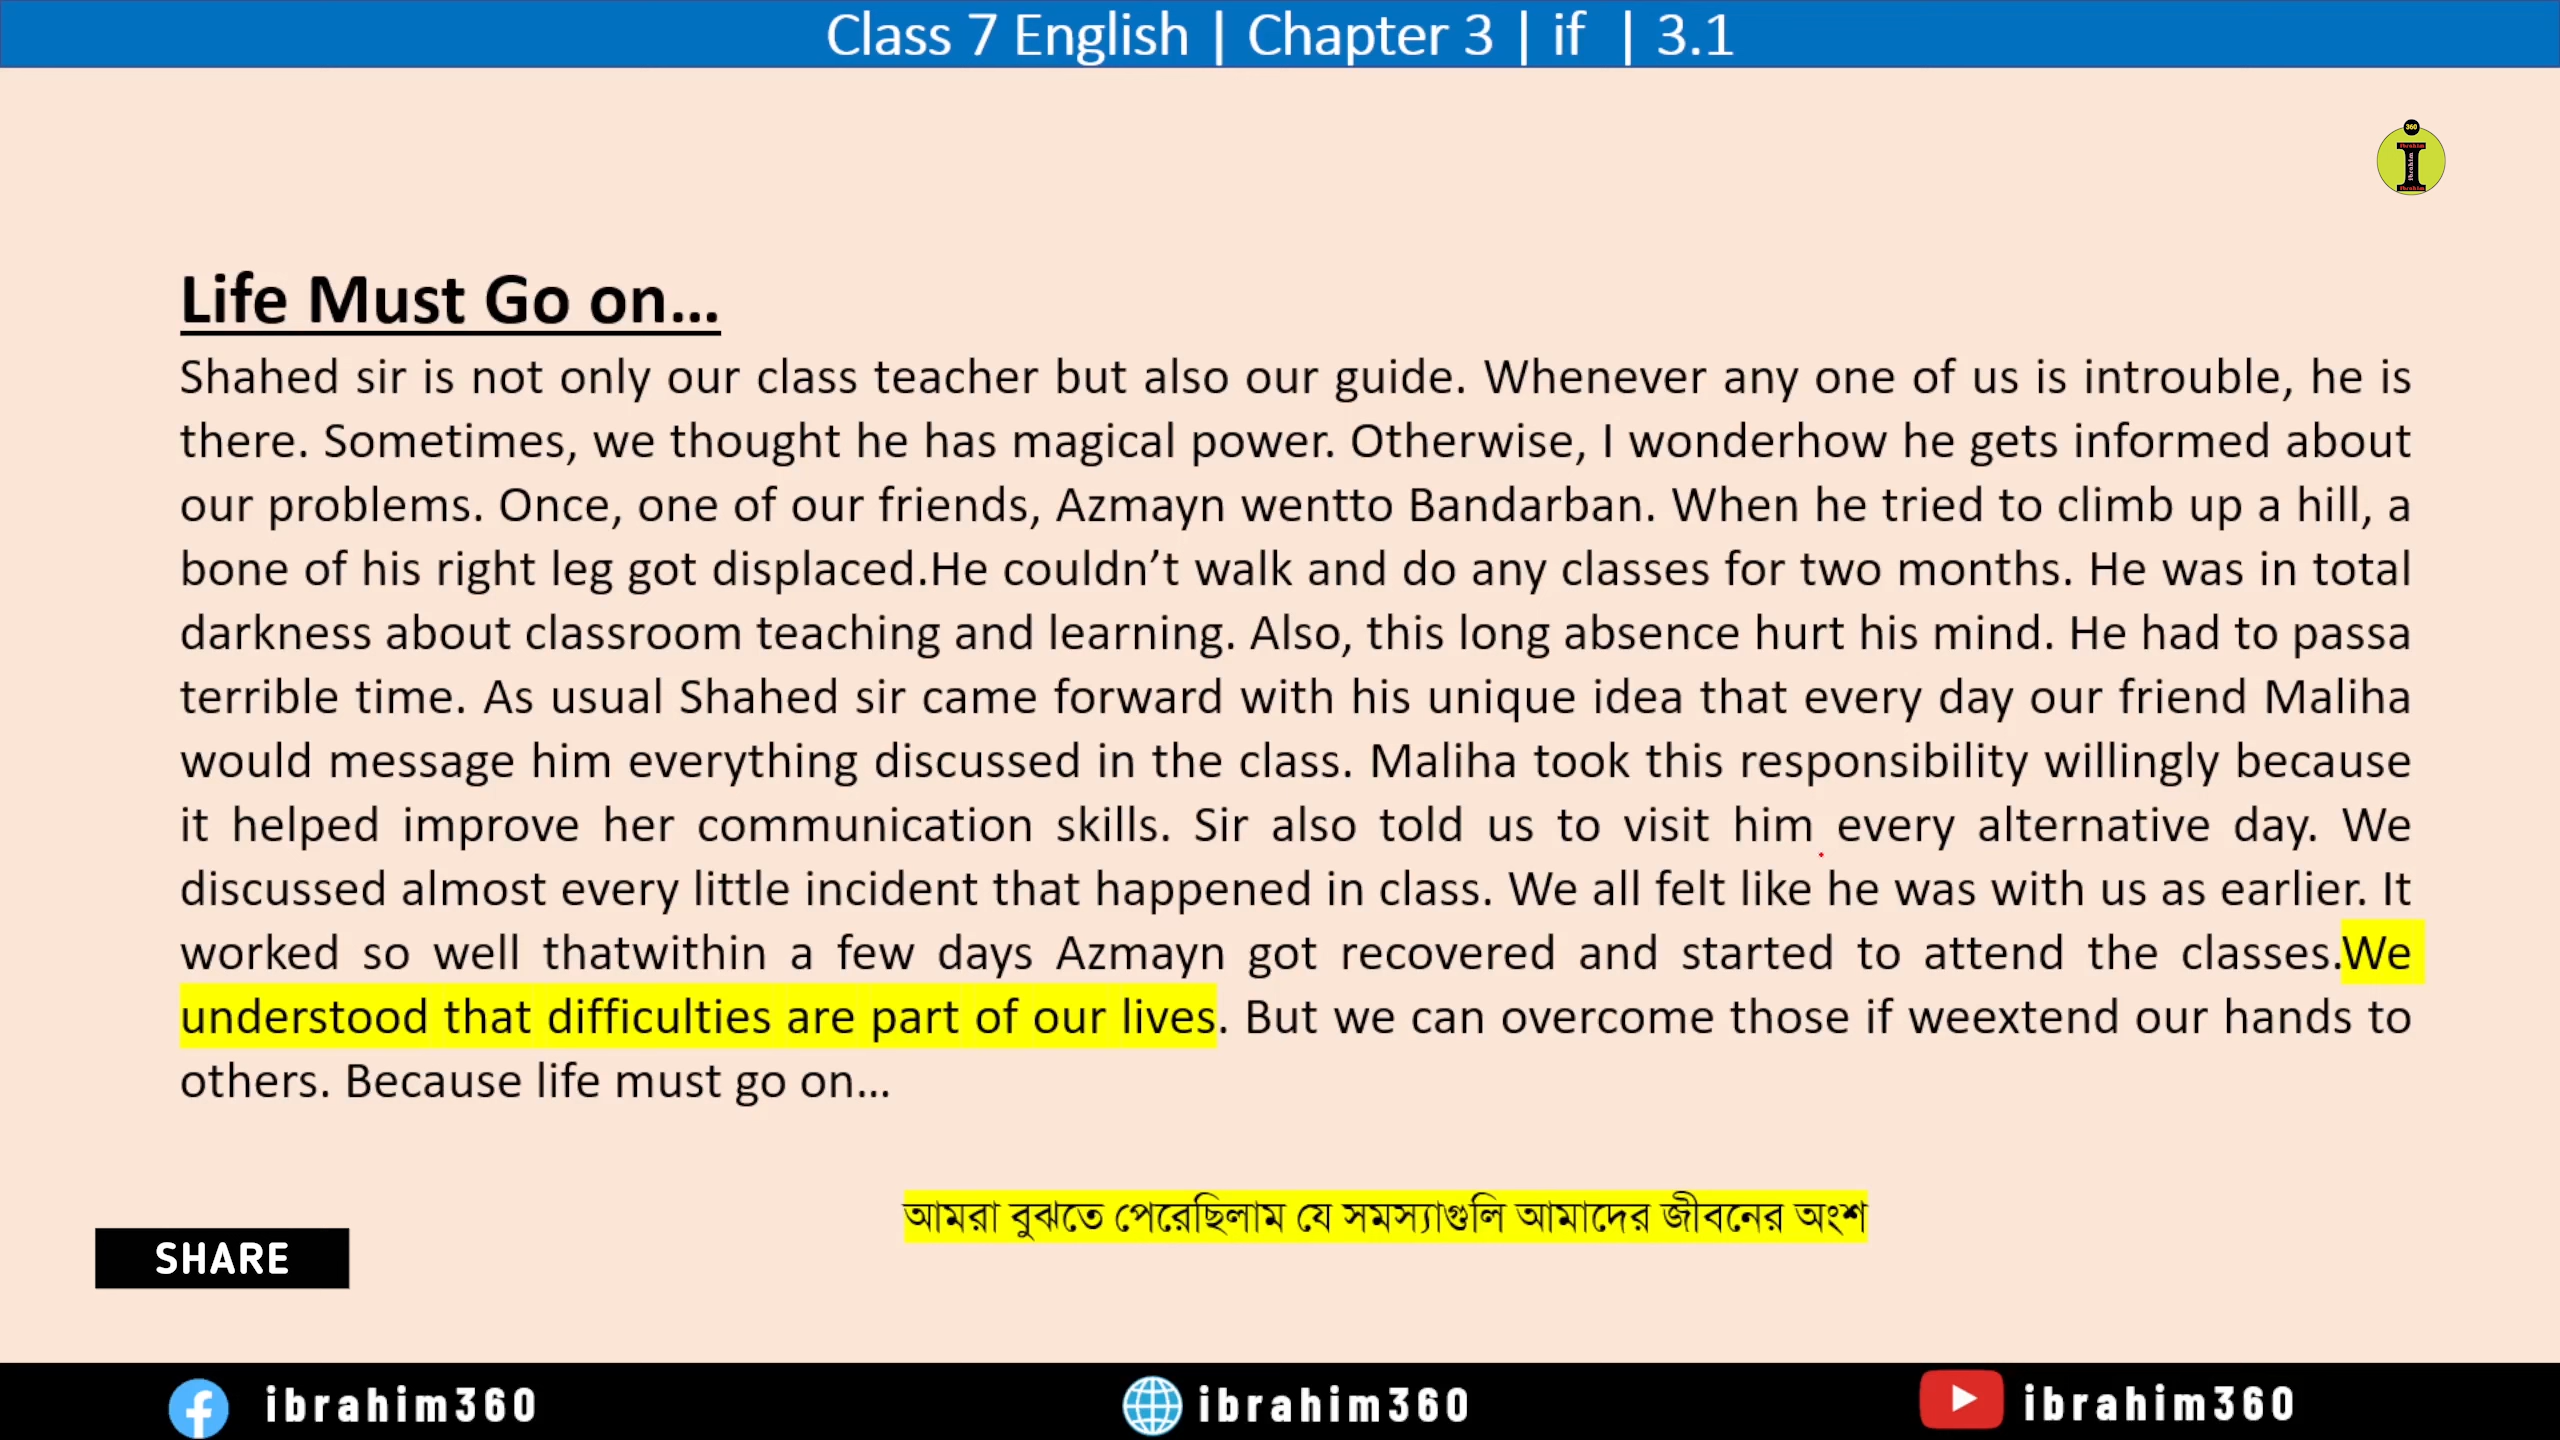 Class 7 English | Chapter 3 | if | 3.1
360
Ibrahim
Ibrahim
Ibrahim
Life Must Go on...
Shahed sir is not only our class teacher but also our guide. Whenever any one of us is introuble, he is
there. Sometimes, we thought he has magical power. Otherwise, I wonderhow he gets informed about
our problems. Once, one of our friends, Azmayn wentto Bandarban. When he tried to climb up a hill, a
bone of his right leg got displaced.He couldn’t walk and do any classes for two months. He was in total
darkness about classroom teaching and learning. Also, this long absence hurt his mind. He had to passa
terrible time. As usual Shahed sir came forward with his unique idea that every day our friend Maliha
would message him everything discussed in the class. Maliha took this responsibility willingly because
it helped improve her communication skills. Sir also told us to visit him every alternative day. We
discussed almost every little incident that happened in class. We all felt like he was with us as earlier. It
worked so well thatwithin a few days Azmayn got recovered and started to attend the classes.We
understood that difficulties are part of our lives. But we can overcome those if weextend our hands to
others. Because life must go on...
আমরা বুঝতে পেরেছিলাম যে সমস্যাগুলি আমাদের জীবনের অংশ
SHARE
ibrahim360
ibrahim360
ibrahim360